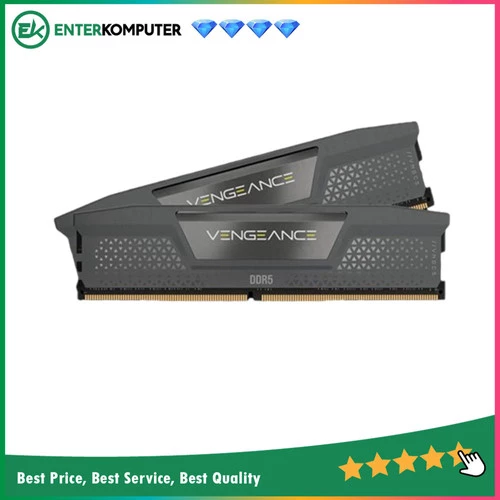 EK ENTERKOMPUTER
VENGEANCE
VENGEANCE
DDR5
Best Price, Best Service, Best Quality